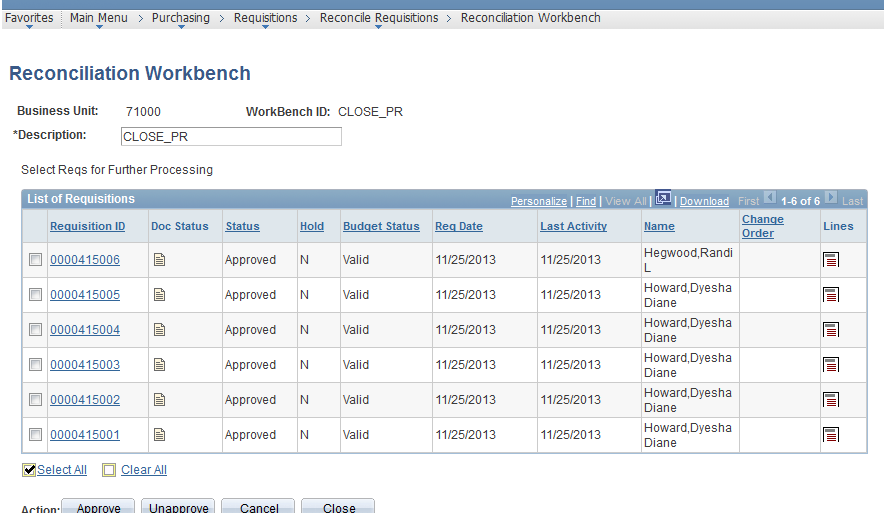 Favorites Main Menu > Purchasing > Requisitions > Reconcile Requisitions > Reconciliation Workbench
Reconciliation Workbench
Business Unit: 71000 WorkBench ID: CLOSE_PR
*Description: CLOSE_PR
Select Reqs for Further Processing
List of Requisitions Personalize | Find | View All | | Download First 1-6 of 6 Last
Requisition ID Doc Status Status Hold Budget Status Req Date Last Activity Name Change Order Lines
0000415006 Approved N Valid 11/25/2013 11/25/2013 Hegwood,Randi L
0000415005 Approved N Valid 11/25/2013 11/25/2013 Howard,Dyesha Diane
0000415004 Approved N Valid 11/25/2013 11/25/2013 Howard,Dyesha Diane
0000415003 Approved N Valid 11/25/2013 11/25/2013 Howard,Dyesha Diane
0000415002 Approved N Valid 11/25/2013 11/25/2013 Howard,Dyesha Diane
0000415001 Approved N Valid 11/25/2013 11/25/2013 Howard,Dyesha Diane
Select All Clear All
Action: Approve Unapprove Cancel Close